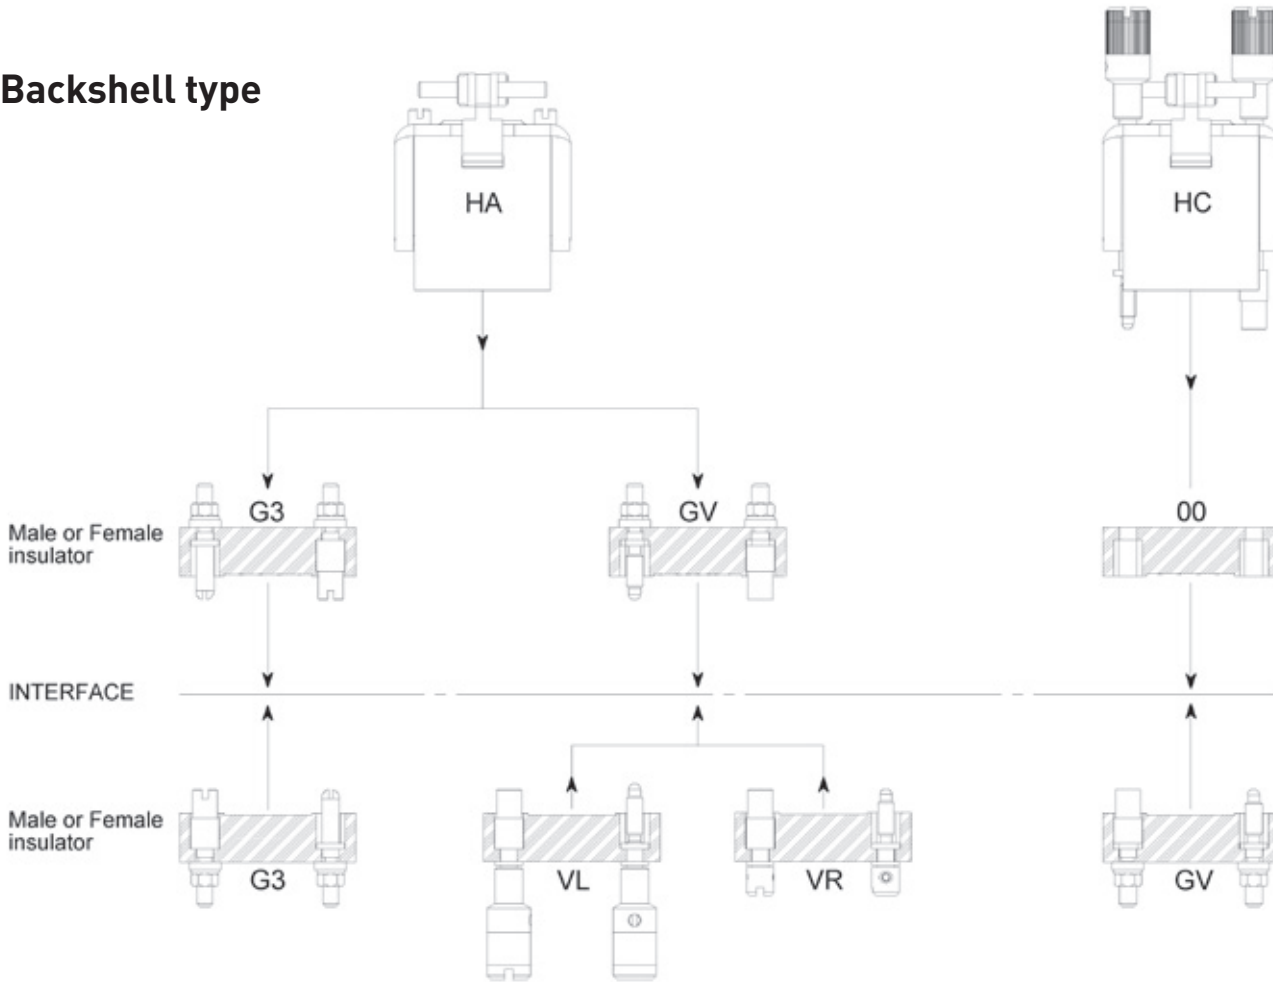 Backshell type
HA
HC
G3
GV
00
Male or Female
insulator
INTERFACE
Male or Female
insulator
G3
VL
VR
GV